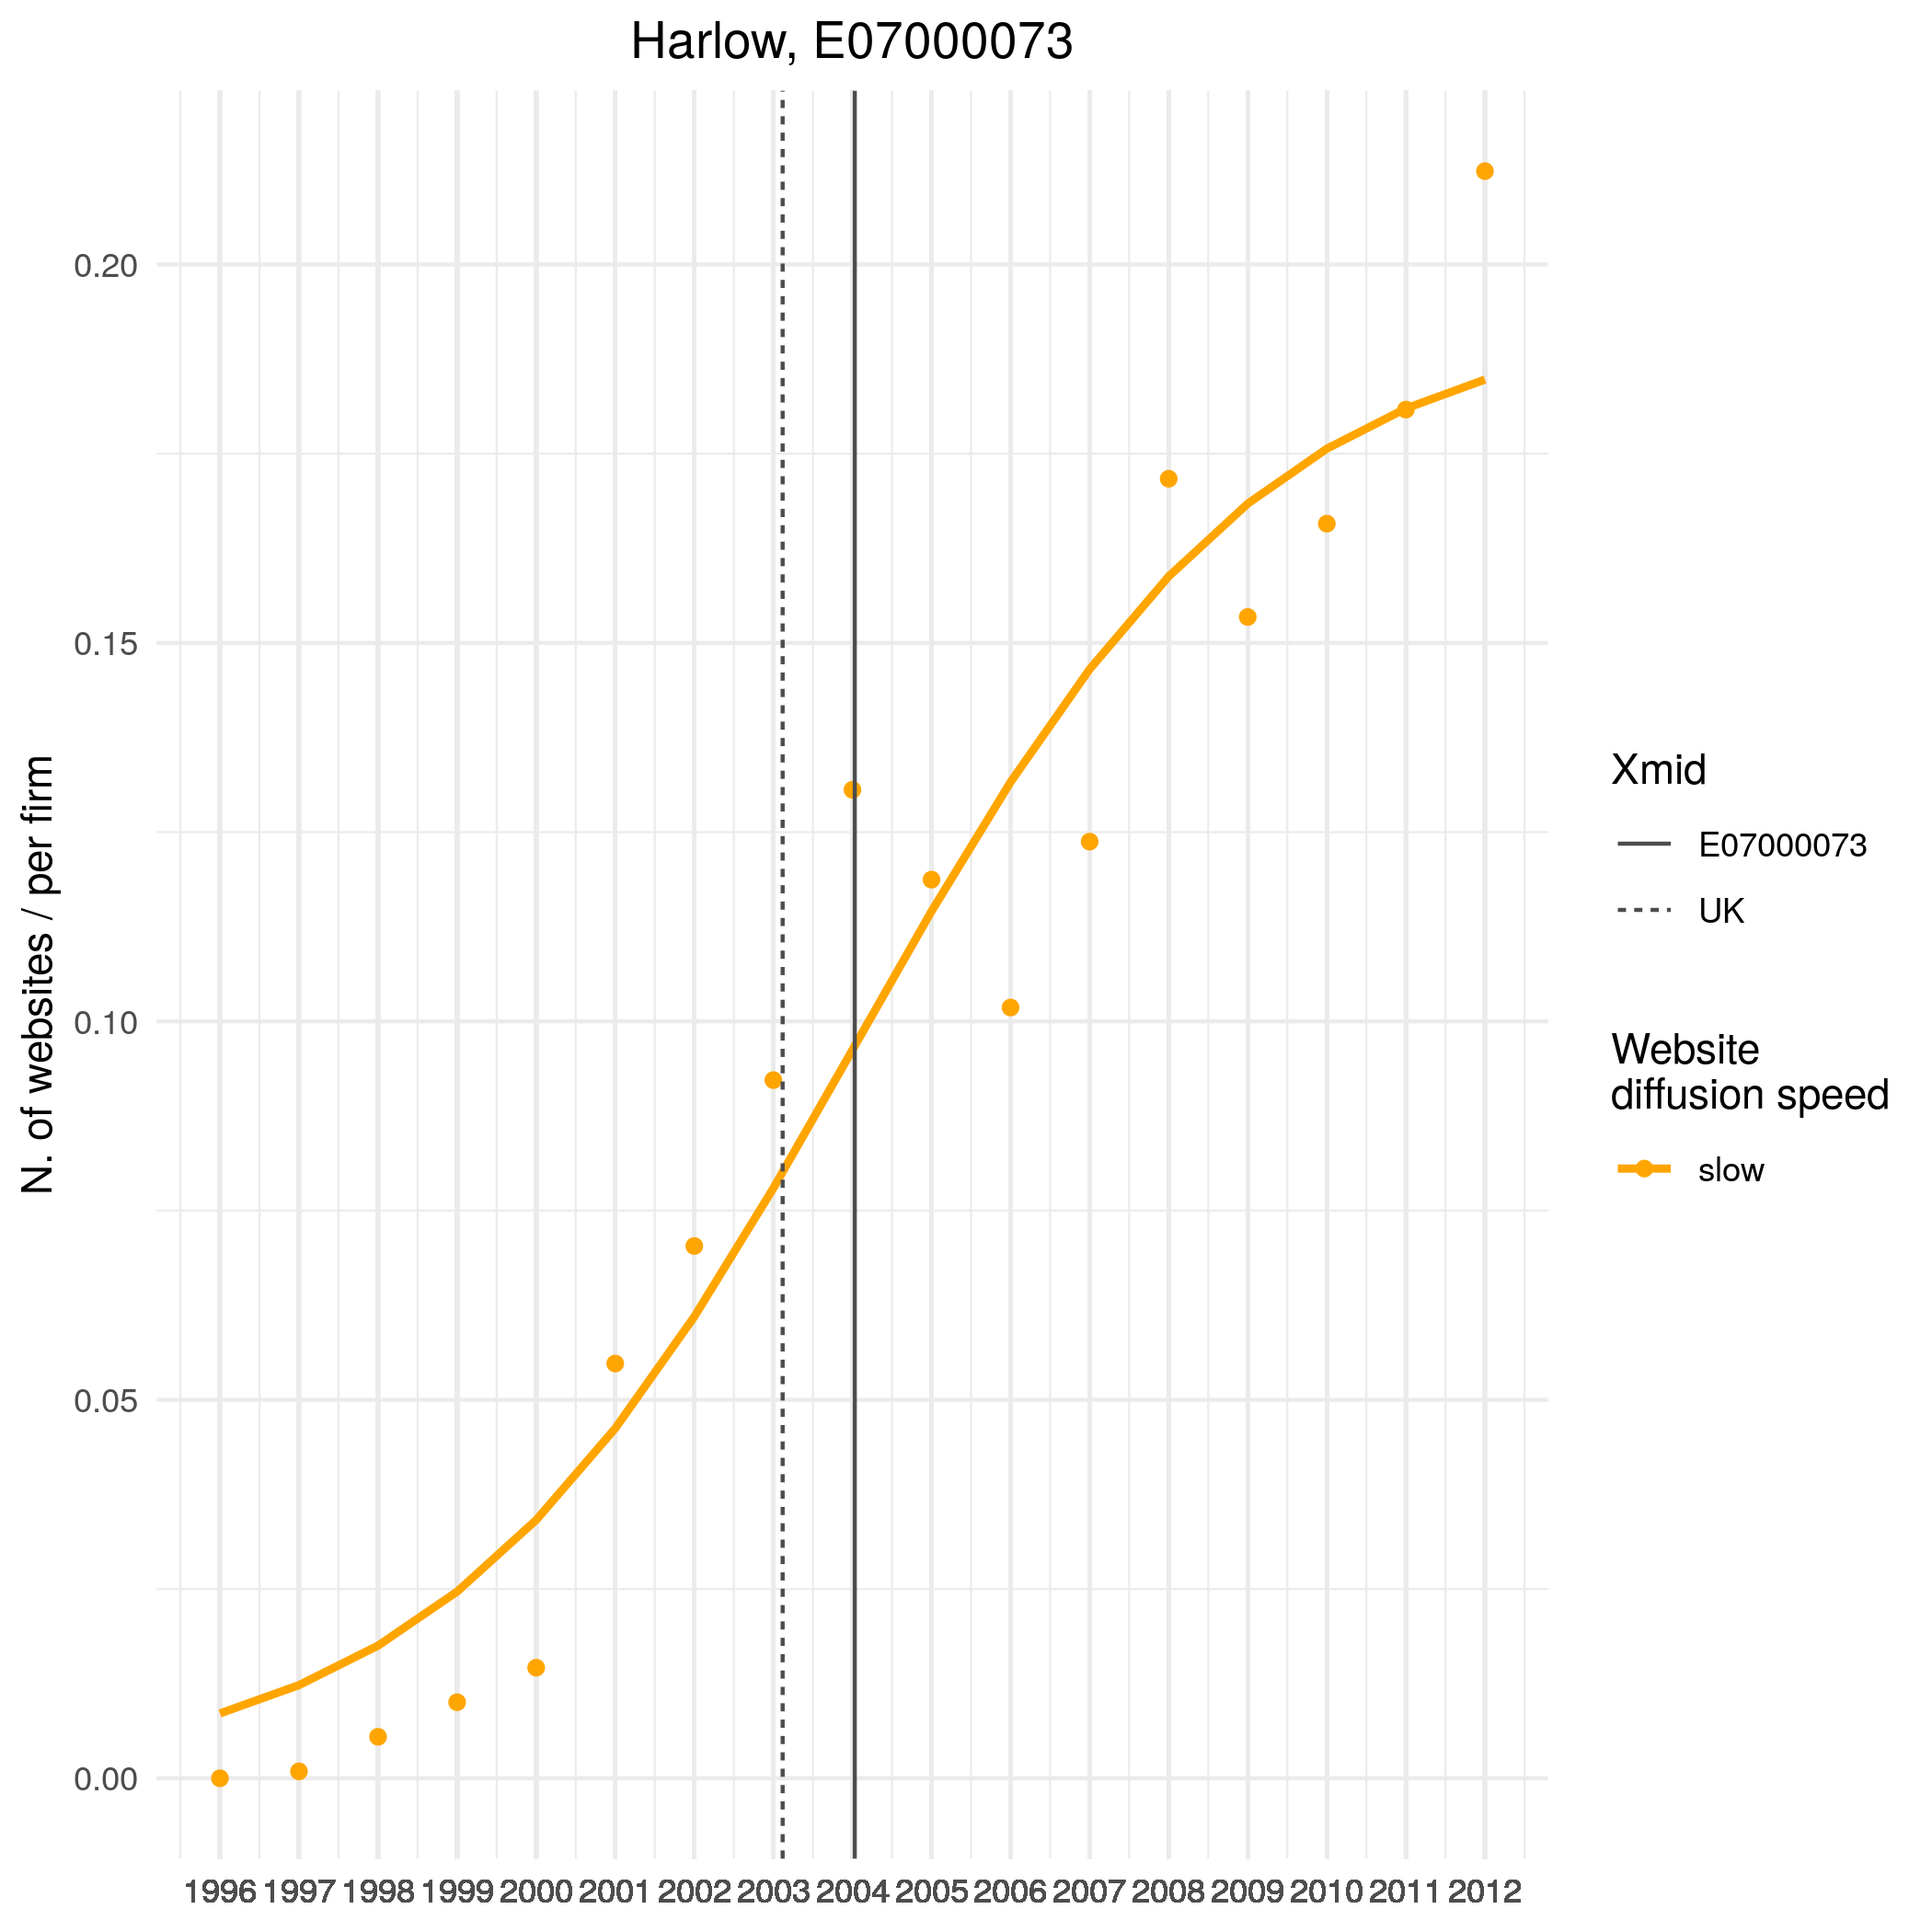 Harlow, E07000073
N. of websites / per firm
0.20
0.15
0.10
0.05
0.00
1996 1997 1998 1999 2000 2001 2002 2003 2004 2005 2006 2007 2008 2009 2010 2011 2012
Xmid
E07000073
UK
Website
diffusion speed
slow